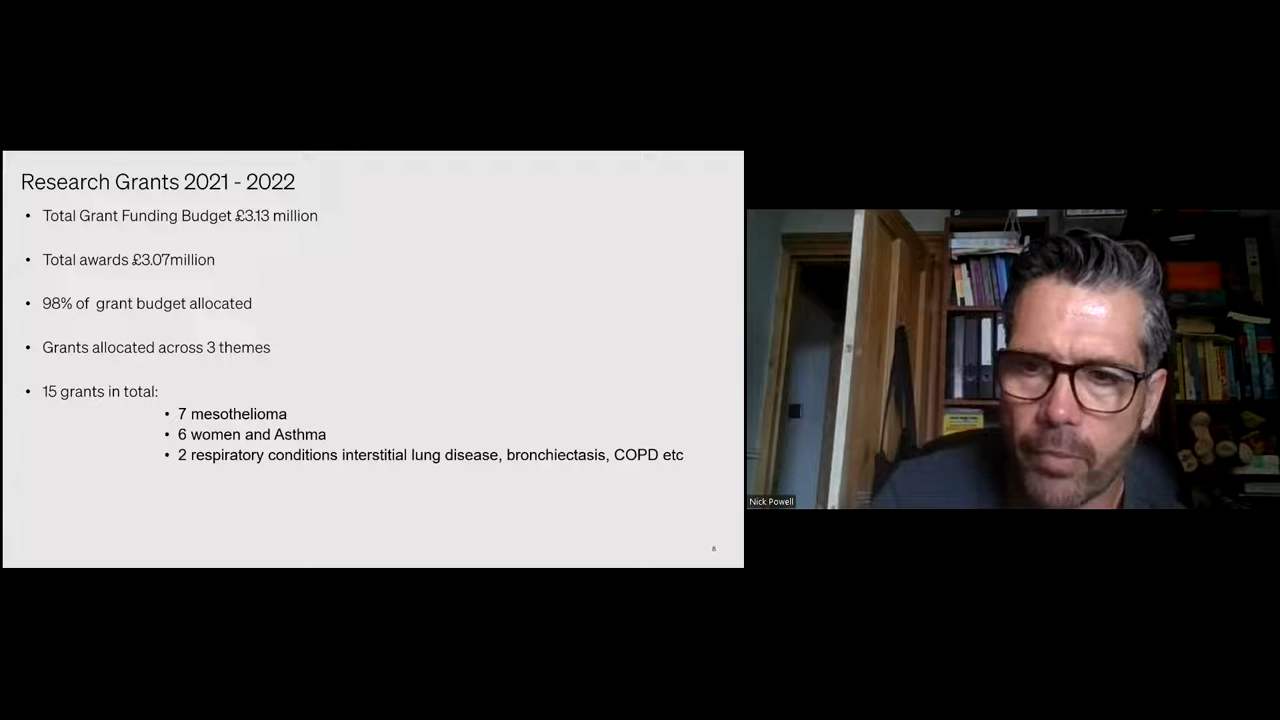 Research Grants 2021 - 2022
• Total Grant Funding Budget £3.13 million
• Total awards £3.07million
• 98% of grant budget allocated
• Grants allocated across 3 themes
• 15 grants in total:
• 7 mesothelioma
• 6 women and Asthma
• 2 respiratory conditions interstitial lung disease, bronchiectasis, COPD etc
8
Nick Powell